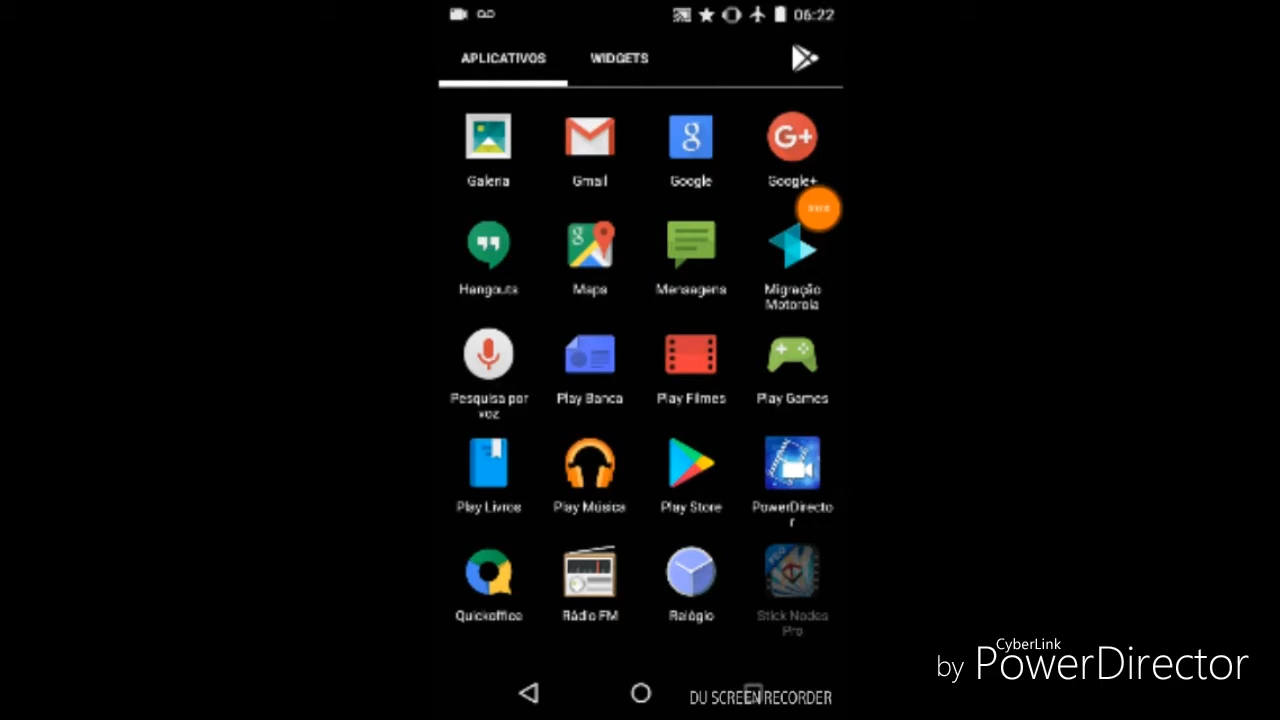 06:22
APLICATIVOS WIDGETS
Galeria Gmail Google Google+
Hangouts Maps Mensagens Migração
Motorola
Pesquisa por Play Banca Play Filmes Play Games
voz
Play Livros Play Música Play Store PowerDirecto
r
Quickoffice Rádio FM Relógio Stick Nodes
Pro
CyberLink
by PowerDirector
DU SCREEN RECORDER